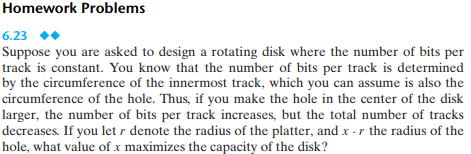 Homework Problems
6.23 ◆◆
Suppose you are asked to design a rotating disk where the number of bits per
track is constant. You know that the number of bits per track is determined
by the circumference of the innermost track, which you can assume is also the
circumference of the hole. Thus, if you make the hole in the center of the disk
larger, the number of bits per track increases, but the total number of tracks
decreases. If you let r denote the radius of the platter, and x · r the radius of the
hole, what value of x maximizes the capacity of the disk?